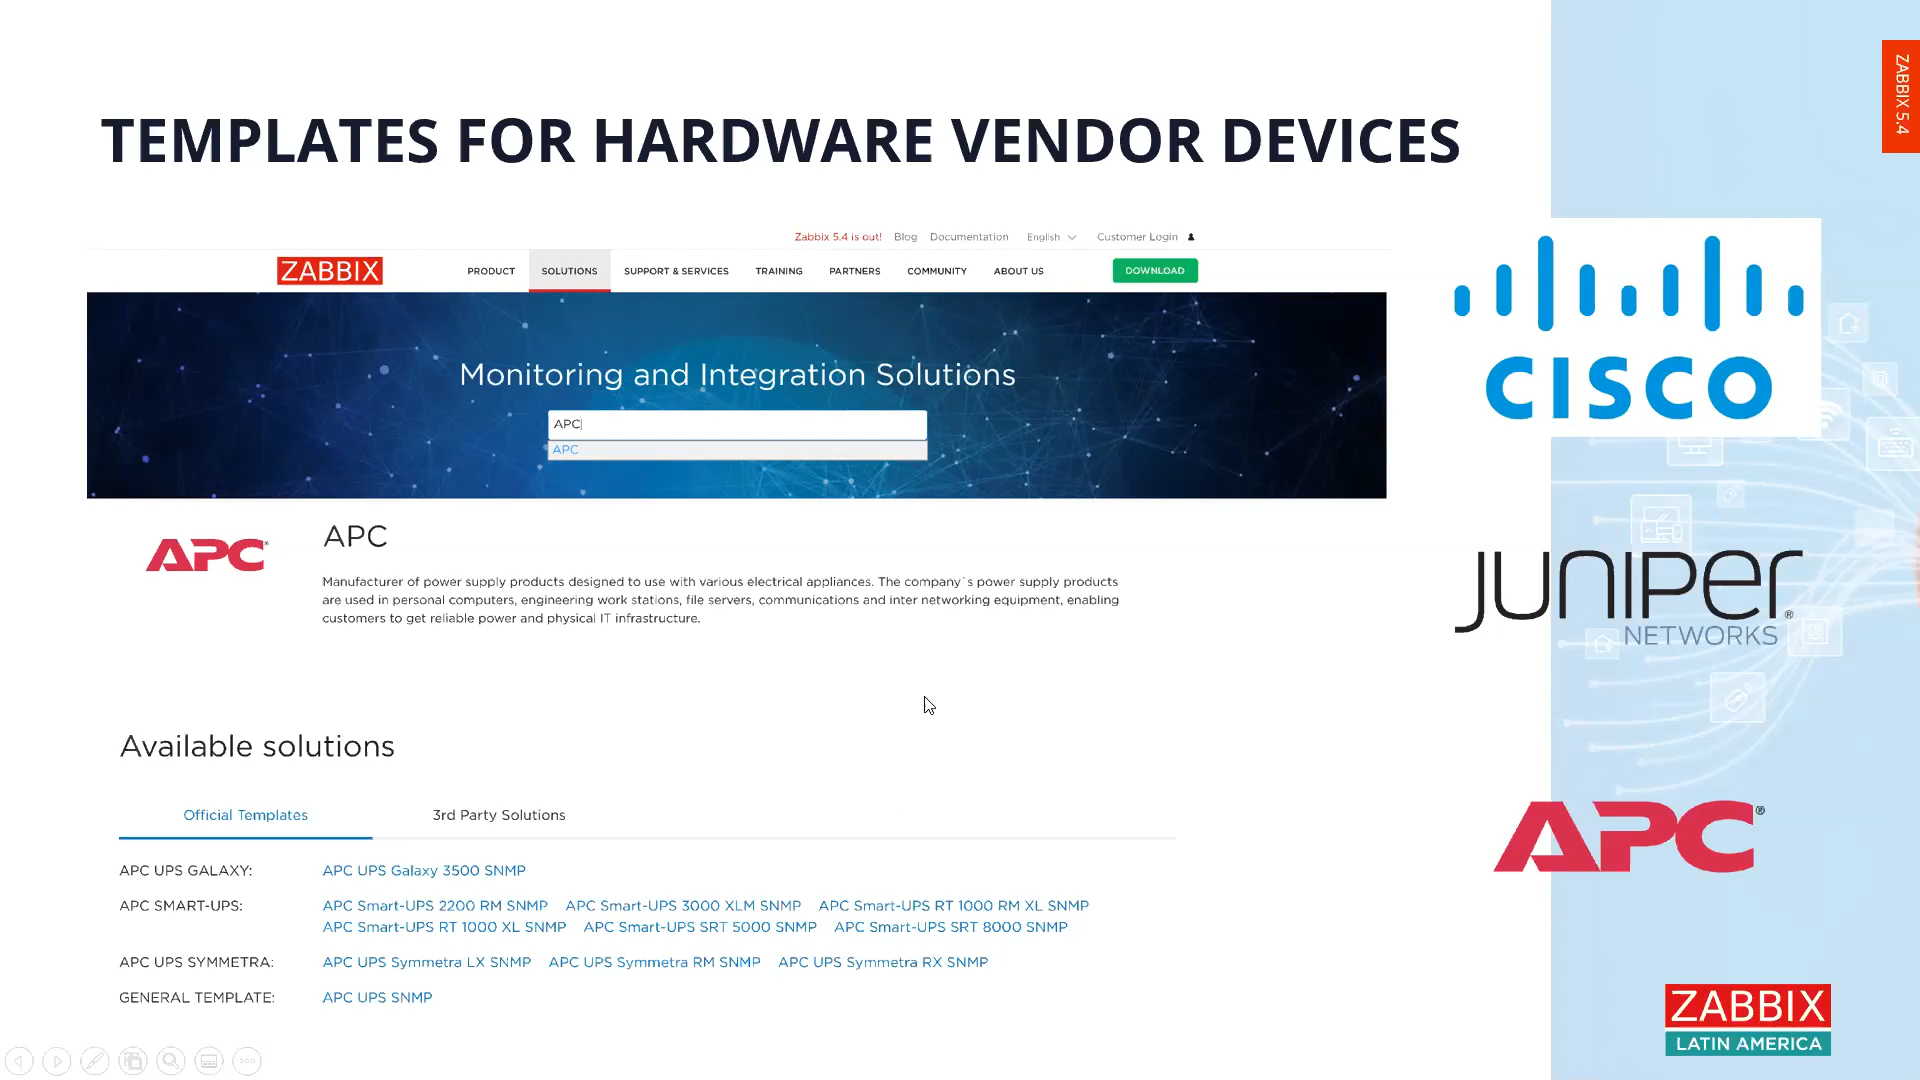 ZABBIX 5.4
TEMPLATES FOR HARDWARE VENDOR DEVICES
Zabbix 5.4 is out! Blog Documentation English Customer Login
ZABBIX PRODUCT SOLUTIONS SUPPORT & SERVICES TRAINING PARTNERS COMMUNITY ABOUT US DOWNLOAD
Monitoring and Integration Solutions
APC
APC
CISCO
APC®
APC
Manufacturer of power supply products designed to use with various electrical appliances. The company`s power supply products
are used in personal computers, engineering work stations, file servers, communications and inter networking equipment, enabling
customers to get reliable power and physical IT infrastructure.
JUNIPer®
NETWORKS
Available solutions
Official Templates 3rd Party Solutions
APC UPS GALAXY: APC UPS Galaxy 3500 SNMP
APC SMART-UPS: APC Smart-UPS 2200 RM SNMP APC Smart-UPS 3000 XLM SNMP APC Smart-UPS RT 1000 RM XL SNMP
APC Smart-UPS RT 1000 XL SNMP APC Smart-UPS SRT 5000 SNMP APC Smart-UPS SRT 8000 SNMP
APC UPS SYMMETRA: APC UPS Symmetra LX SNMP APC UPS Symmetra RM SNMP APC UPS Symmetra RX SNMP
GENERAL TEMPLATE: APC UPS SNMP
APC®
ZABBIX
LATIN AMERICA